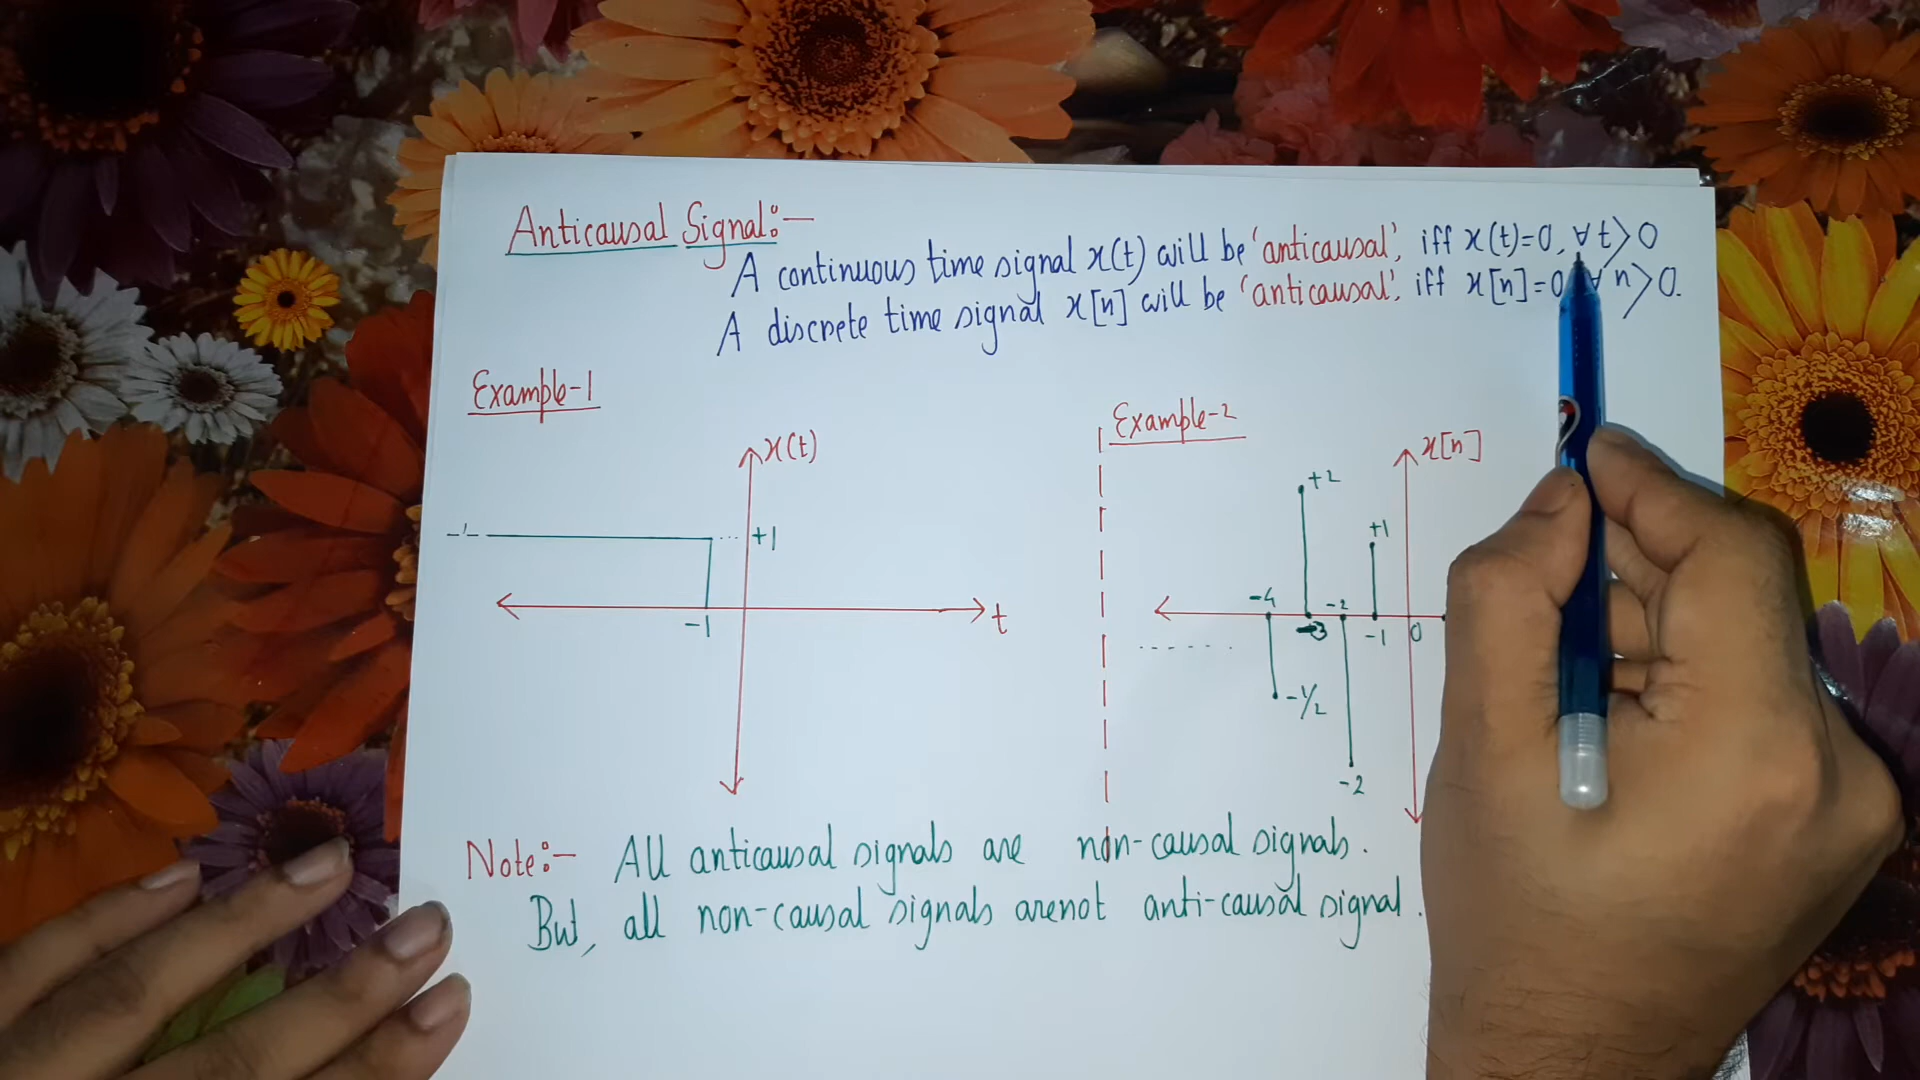 Anticausal Signal:-
A continuous time signal x(t) will be 'anticausal', iff x(t)=0, ∀ t>0
A discrete time signal x[n] will be 'anticausal', iff x[n]=0 ∀ n>0.
Example-1
x(t)
+1
-1
t
Example-2
x[n]
+2
+1
-4
-2
-3
-1
0
-1/2
-2
Note:- All anticausal signals are non-causal signals.
But, all non-causal signals are not anti-causal signal.